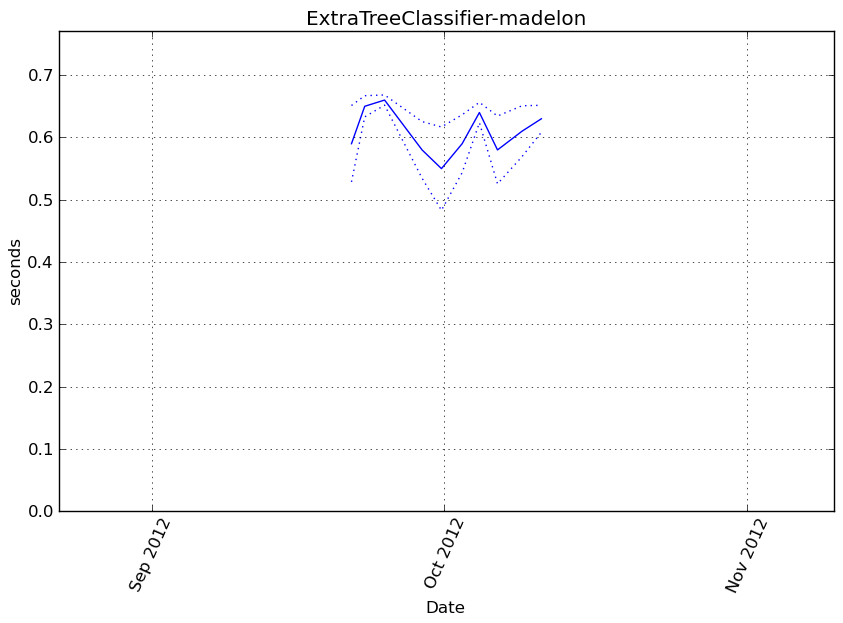 ExtraTreeClassifier-madelon
0.7
0.6
0.5
0.4
0.3
0.2
0.1
0.0
seconds
Sep 2012
Oct 2012
Nov 2012
Date